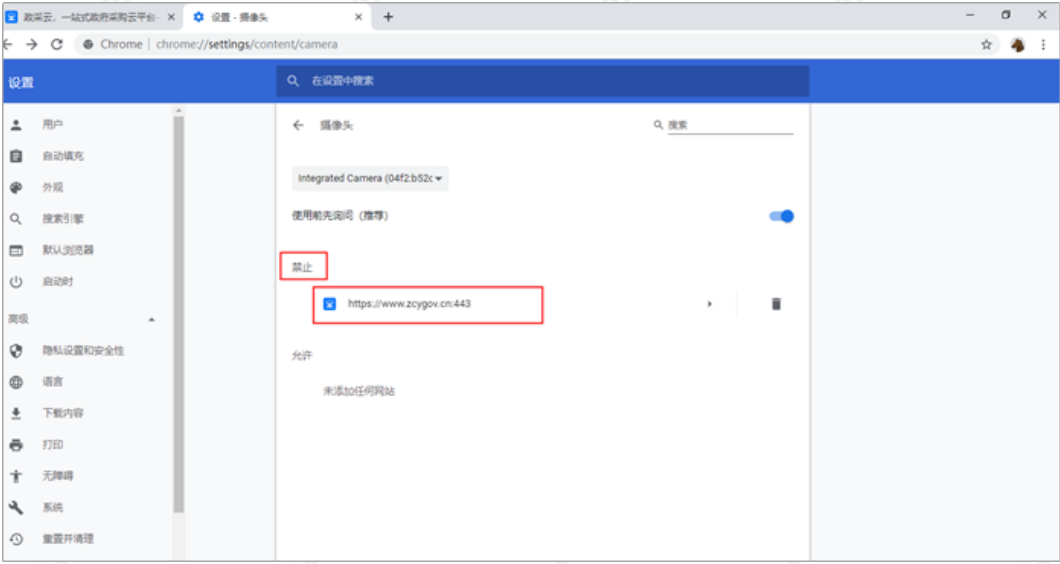 政采云，一站式政府采购云平台-
设置 - 摄像头
Chrome | chrome://settings/content/camera
设置
在设置中搜索
用户
自动填充
外观
搜索引擎
默认浏览器
启动时
高级
隐私设置和安全性
语言
下载内容
打印
无障碍
系统
重置并清理
摄像头
搜索
Integrated Camera (04f2:b52c
使用前先询问（推荐）
禁止
https://www.zcygov.cn:443
允许
未添加任何网站